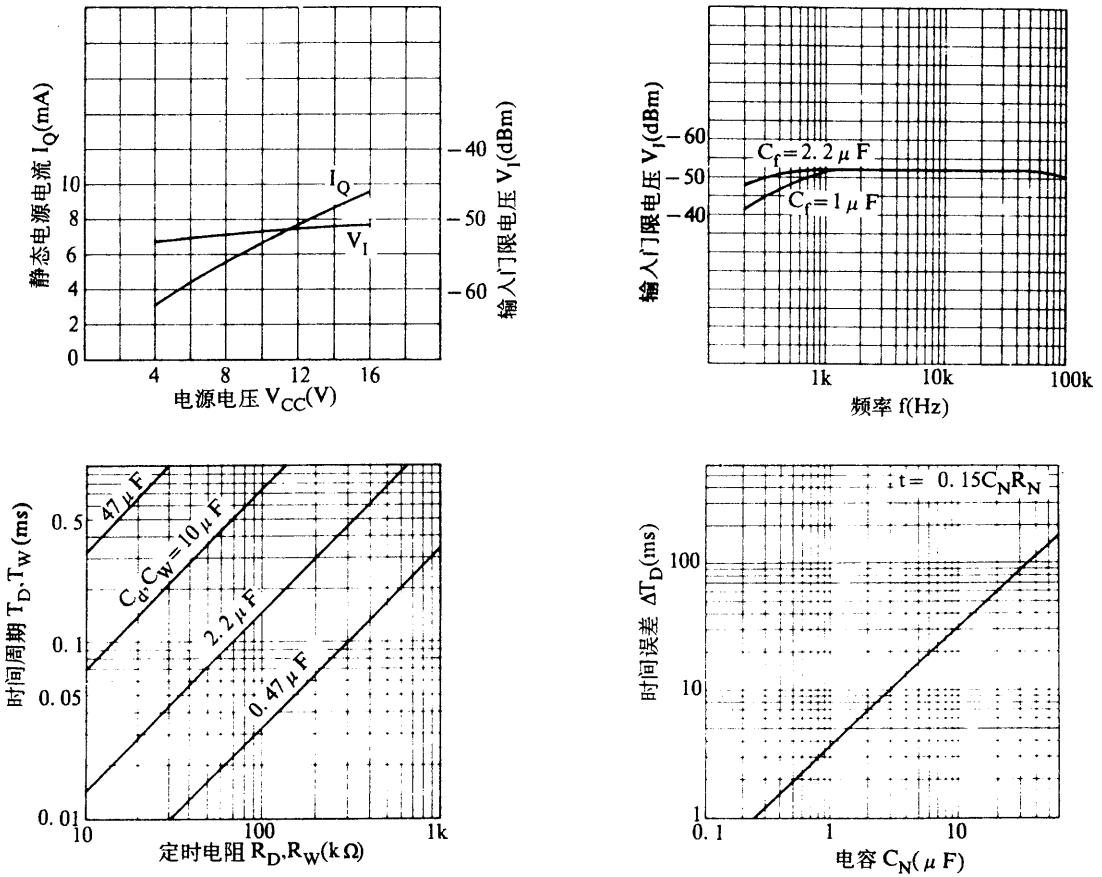 静态电源电流 I_Q(mA)
10
8
6
4
2
0
I_Q
V_I
-40
-50
-60
输入门限电压 V_I(dBm)
4
8
12
16
电源电压 V_CC(V)
输入门限电压 V_I(dBm)
-60
-50
-40
C_f=2.2μF
C_f=1μF
1k
10k
100k
频率 f(Hz)
时间周期 T_D,T_W(ms)
0.5
0.1
0.05
0.01
47μF
C_d,C_W=10μF
2.2μF
0.47μF
10
100
1k
定时电阻 R_D,R_W(kΩ)
时间误差 ΔT_D(ms)
t= 0.15C_NR_N
100
10
1
0.1
1
10
电容 C_N(μF)